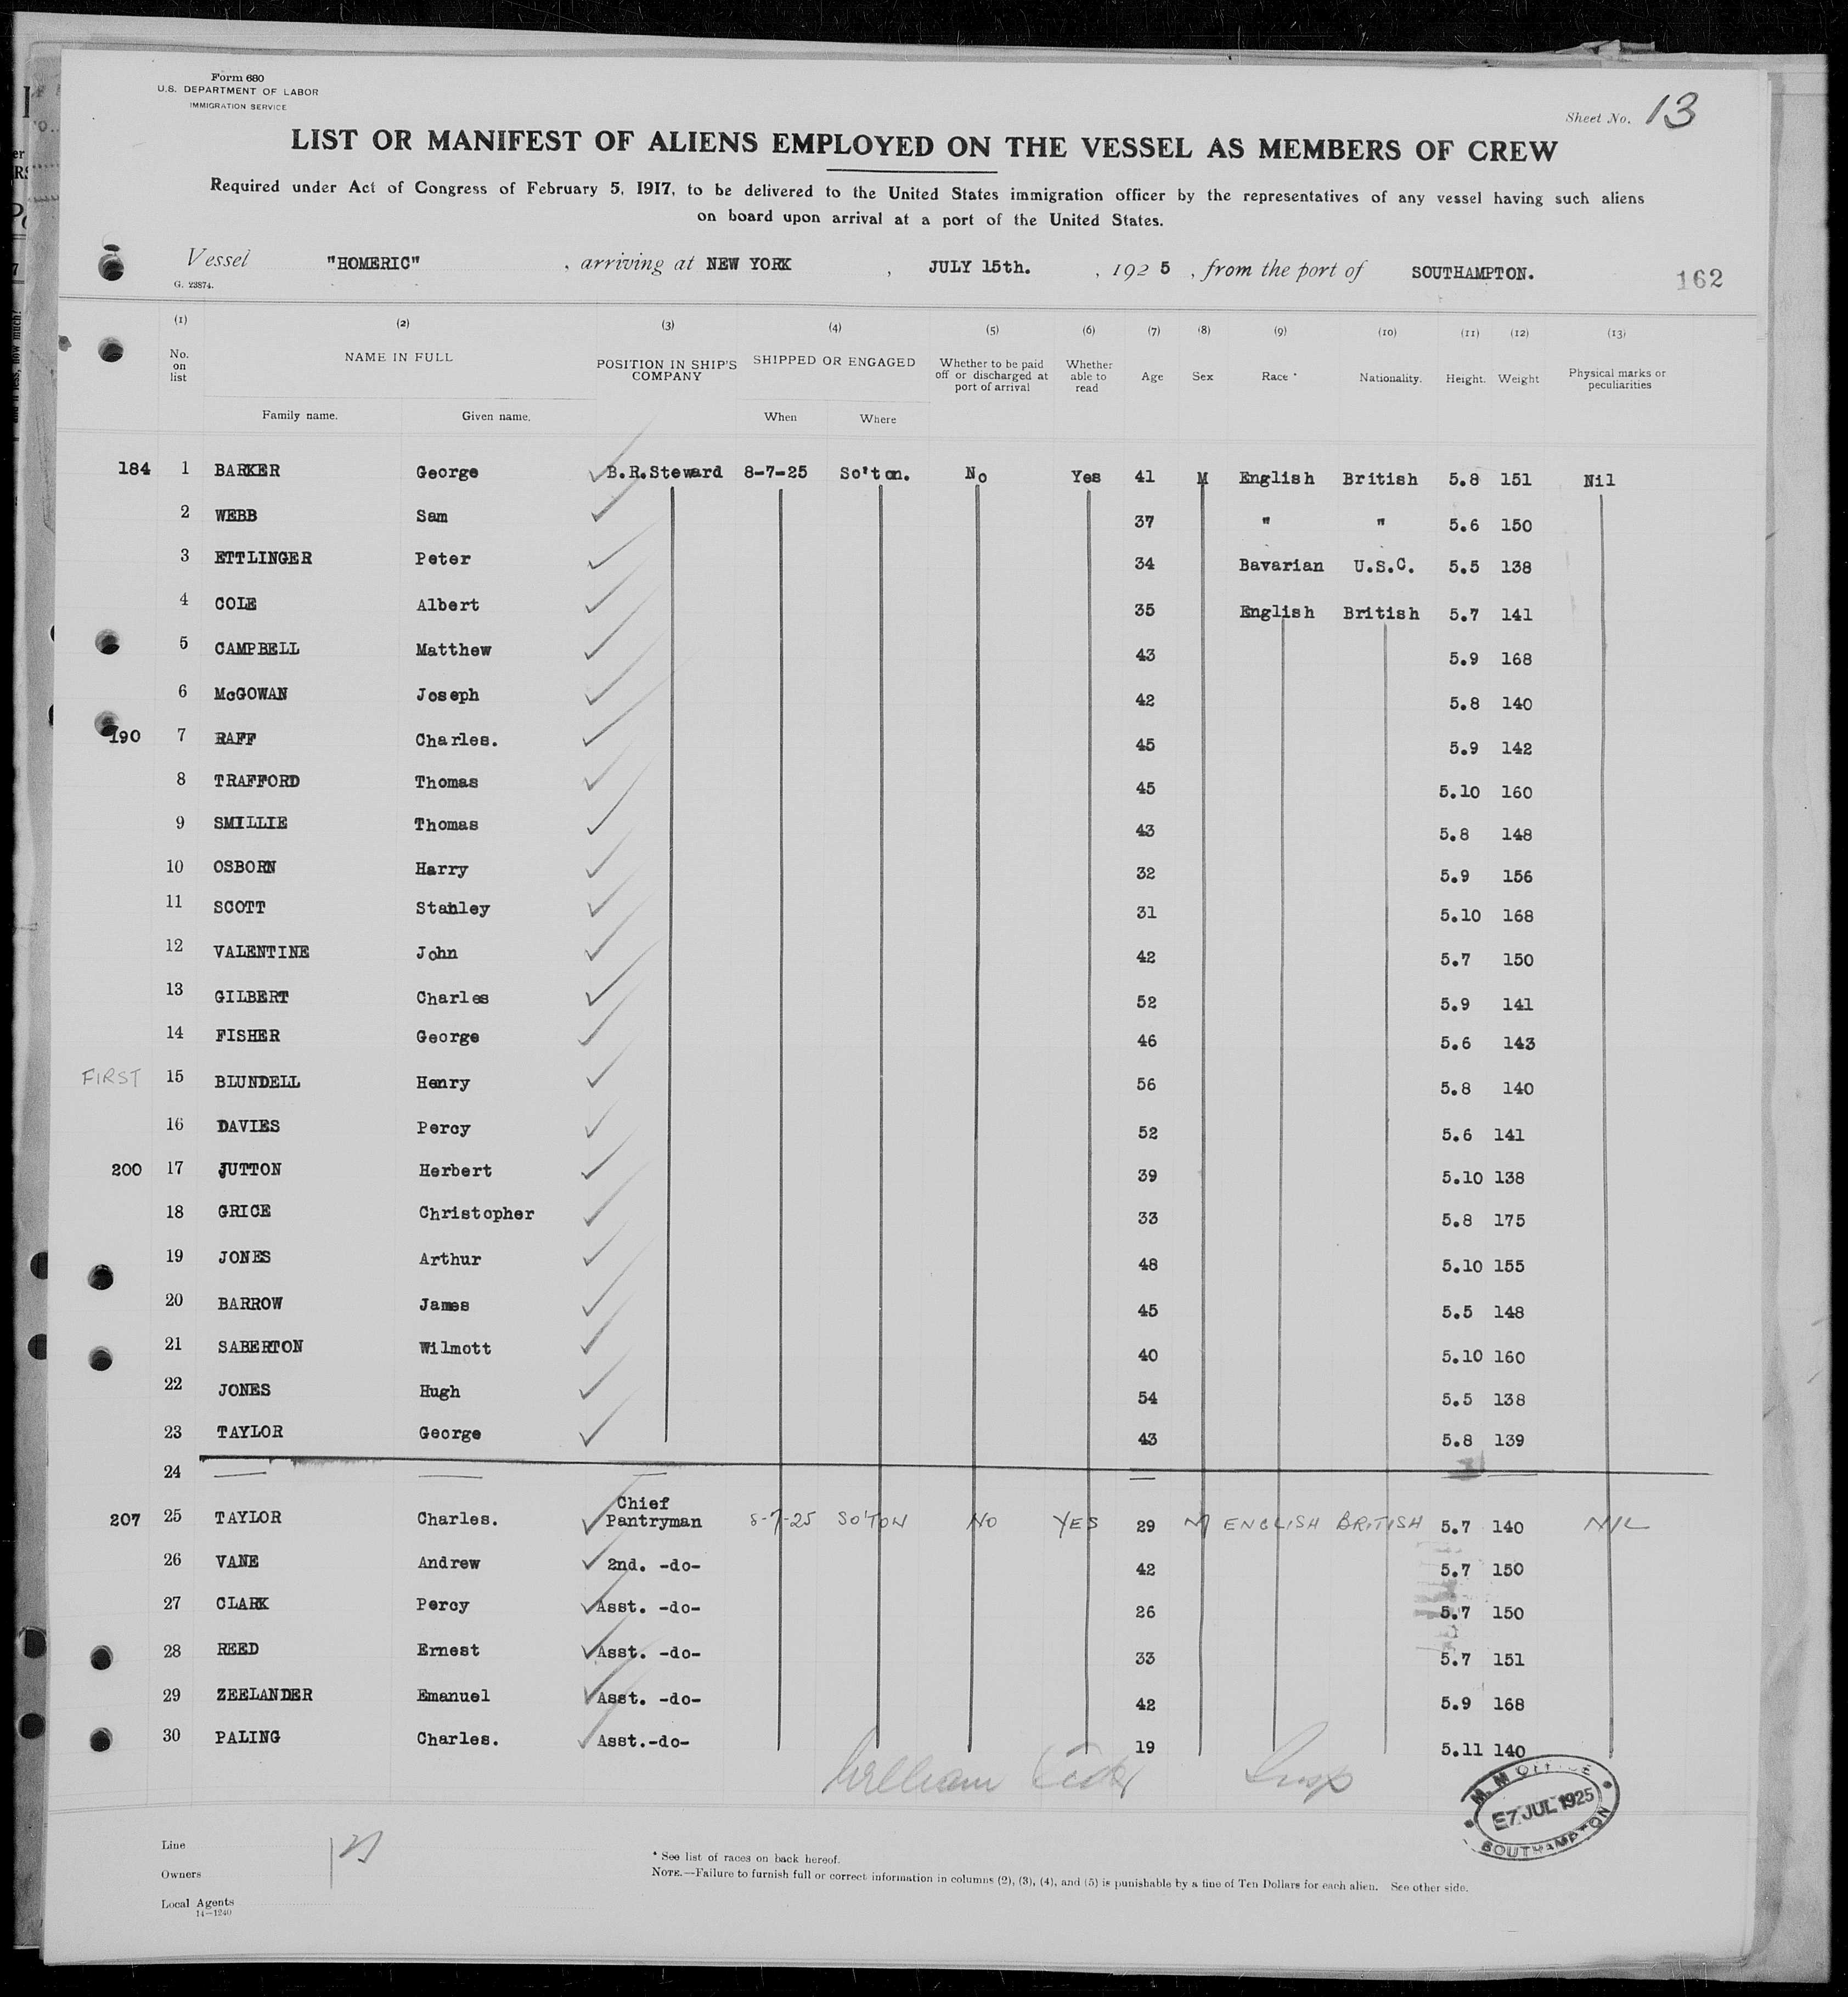 Form 680
U.S. DEPARTMENT OF LABOR
IMMIGRATION SERVICE
Sheet No. 13
LIST OR MANIFEST OF ALIENS EMPLOYED ON THE VESSEL AS MEMBERS OF CREW
Required under Act of Congress of February 5, 1917, to be delivered to the United States immigration officer by the representatives of any vessel having such aliens
on board upon arrival at a port of the United States.
Vessel "HOMERIC", arriving at NEW YORK, JULY 15th., 1925, from the port of SOUTHAMPTON.
G. 23874.
162
(1) (2) (3) (4) (5) (6) (7) (8) (9) (10) (11) (12) (13)
No. on list NAME IN FULL POSITION IN SHIP'S COMPANY SHIPPED OR ENGAGED Whether to be paid off or discharged at port of arrival Whether able to read Age Sex Race * Nationality. Height. Weight Physical marks or peculiarities
Family name. Given name. When Where
184 1 BARKER George B.R.Steward 8-7-25 So'ton. No Yes 41 M English British 5.8 151 Nil
2 WEBB Sam 37 " " 5.6 150
3 ETTLINGER Peter 34 Bavarian U.S.C. 5.5 138
4 COLE Albert 35 English British 5.7 141
5 CAMPBELL Matthew 43 5.9 168
6 McGOWAN Joseph 42 5.8 140
190 7 RAFF Charles. 45 5.9 142
8 TRAFFORD Thomas 45 5.10 160
9 SMILLIE Thomas 43 5.8 148
10 OSBORN Harry 32 5.9 156
11 SCOTT Stanley 31 5.10 168
12 VALENTINE John 42 5.7 150
13 GILBERT Charles 52 5.9 141
14 FISHER George 46 5.6 143
FIRST 15 BLUNDELL Henry 56 5.8 140
16 DAVIES Percy 52 5.6 141
200 17 JUTTON Herbert 39 5.10 138
18 GRICE Christopher 33 5.8 175
19 JONES Arthur 48 5.10 155
20 BARROW James 45 5.5 148
21 SABERTON Wilmott 40 5.10 160
22 JONES Hugh 54 5.5 138
23 TAYLOR George 43 5.8 139
24
207 25 TAYLOR Charles. Chief Pantryman 8-7-25 SO'TON NO YES 29 M ENGLISH BRITISH 5.7 140 NIL
26 VANE Andrew 2nd. -do- 42 5.7 150
27 CLARK Percy Asst. -do- 26 5.7 150
28 REED Ernest Asst. -do- 33 5.7 151
29 ZEELANDER Emanuel Asst. -do- 42 5.9 168
30 PALING Charles. Asst.-do- 19 5.11 140
William Insp
M.M OFFICE
E7 JUL 1925
SOUTHAMPTON
Line
Owners
Local Agents
14—1240
* See list of races on back hereof.
NOTE.—Failure to furnish full or correct information in columns (2), (3), (4), and (5) is punishable by a fine of Ten Dollars for each alien. See other side.